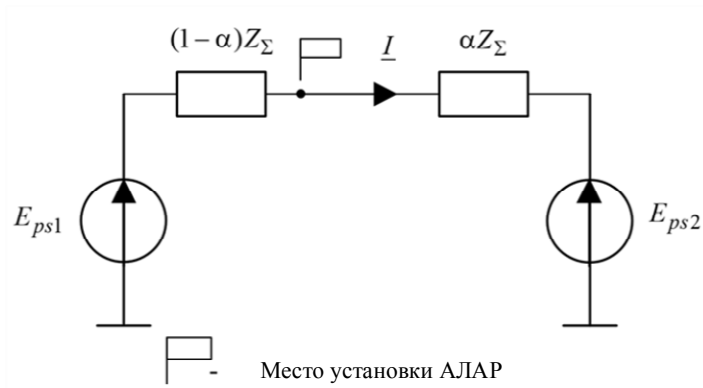 (1 – α)Z_Σ
I
αZ_Σ
E_ps1
E_ps2
- Место установки АЛАР